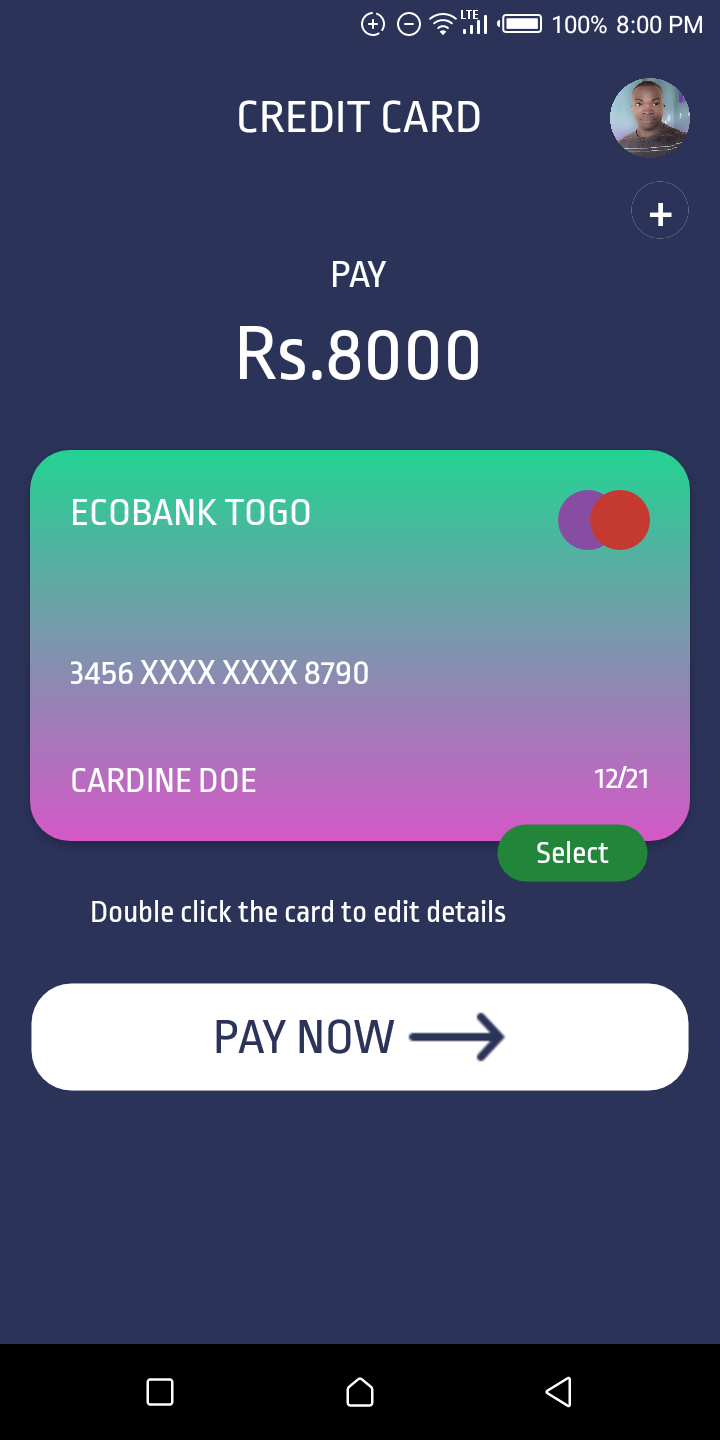 LTE 100% 8:00 PM
CREDIT CARD
+
PAY
Rs.8000
ECOBANK TOGO
3456 XXXX XXXX 8790
CARDINE DOE 12/21
Select
Double click the card to edit details
PAY NOW